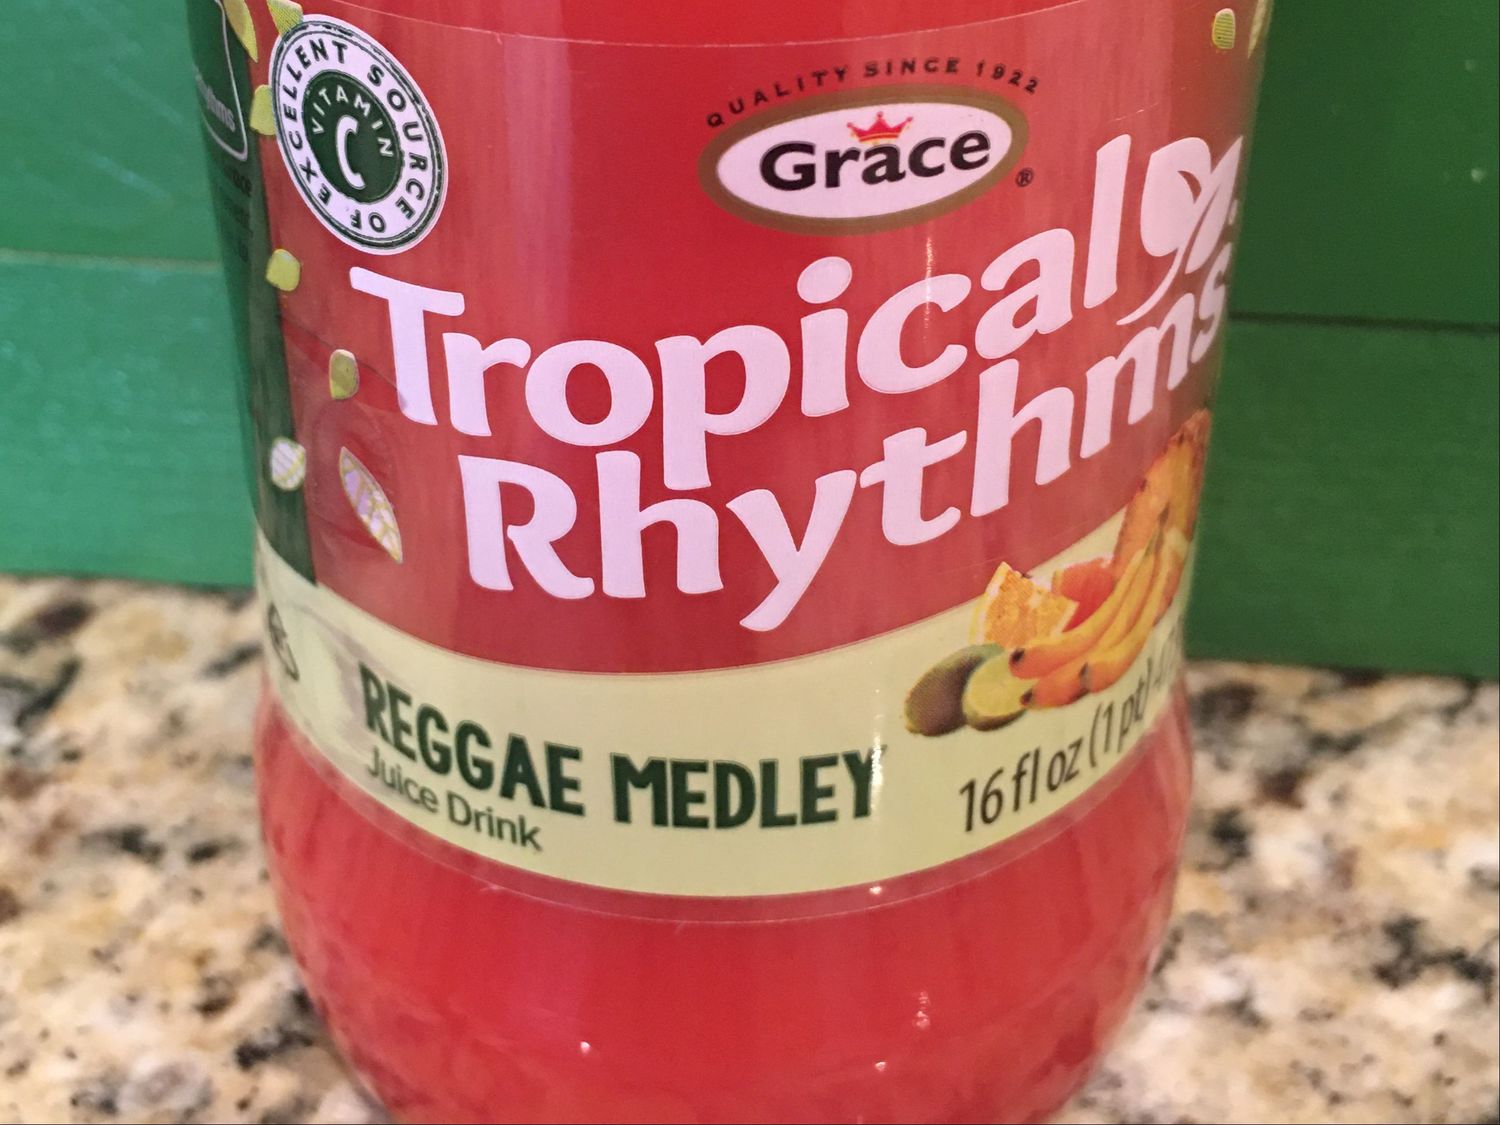 EXCELLENT SOURCE OF
VITAMIN
C
QUALITY SINCE 1922
Grace®
Tropical
Rhythms
REGGAE MEDLEY
Juice Drink
16 fl oz (1 pt)